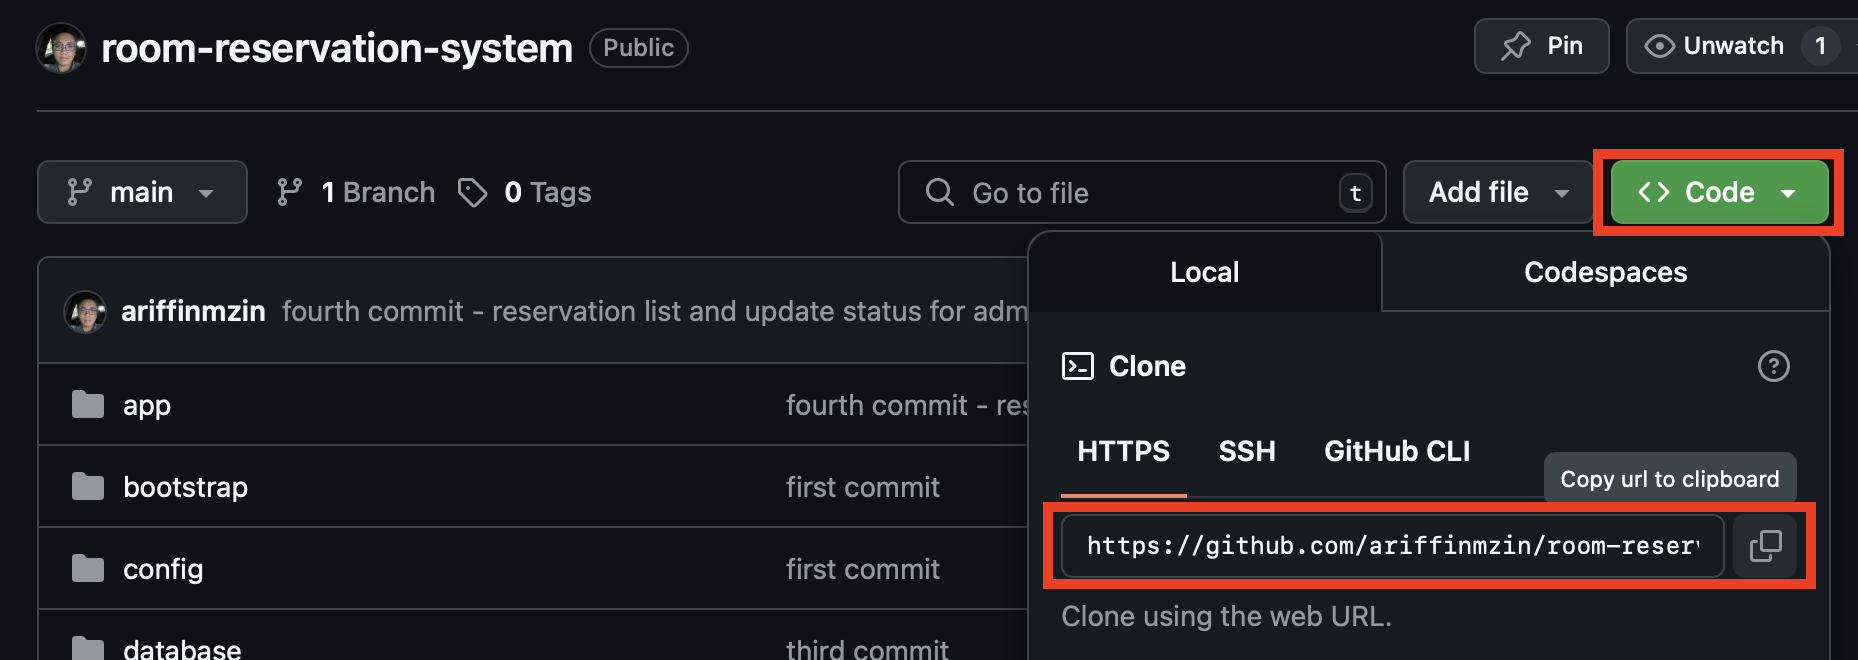 room-reservation-system Public
Pin
Unwatch 1
main
1 Branch
0 Tags
Go to file t
Add file
<> Code
Local
Codespaces
ariffinmzin fourth commit - reservation list and update status for adm
Clone
app fourth commit - res
HTTPS SSH GitHub CLI
bootstrap first commit
Copy url to clipboard
https://github.com/ariffinmzin/room-reserv
config first commit
Clone using the web URL.
database third commit